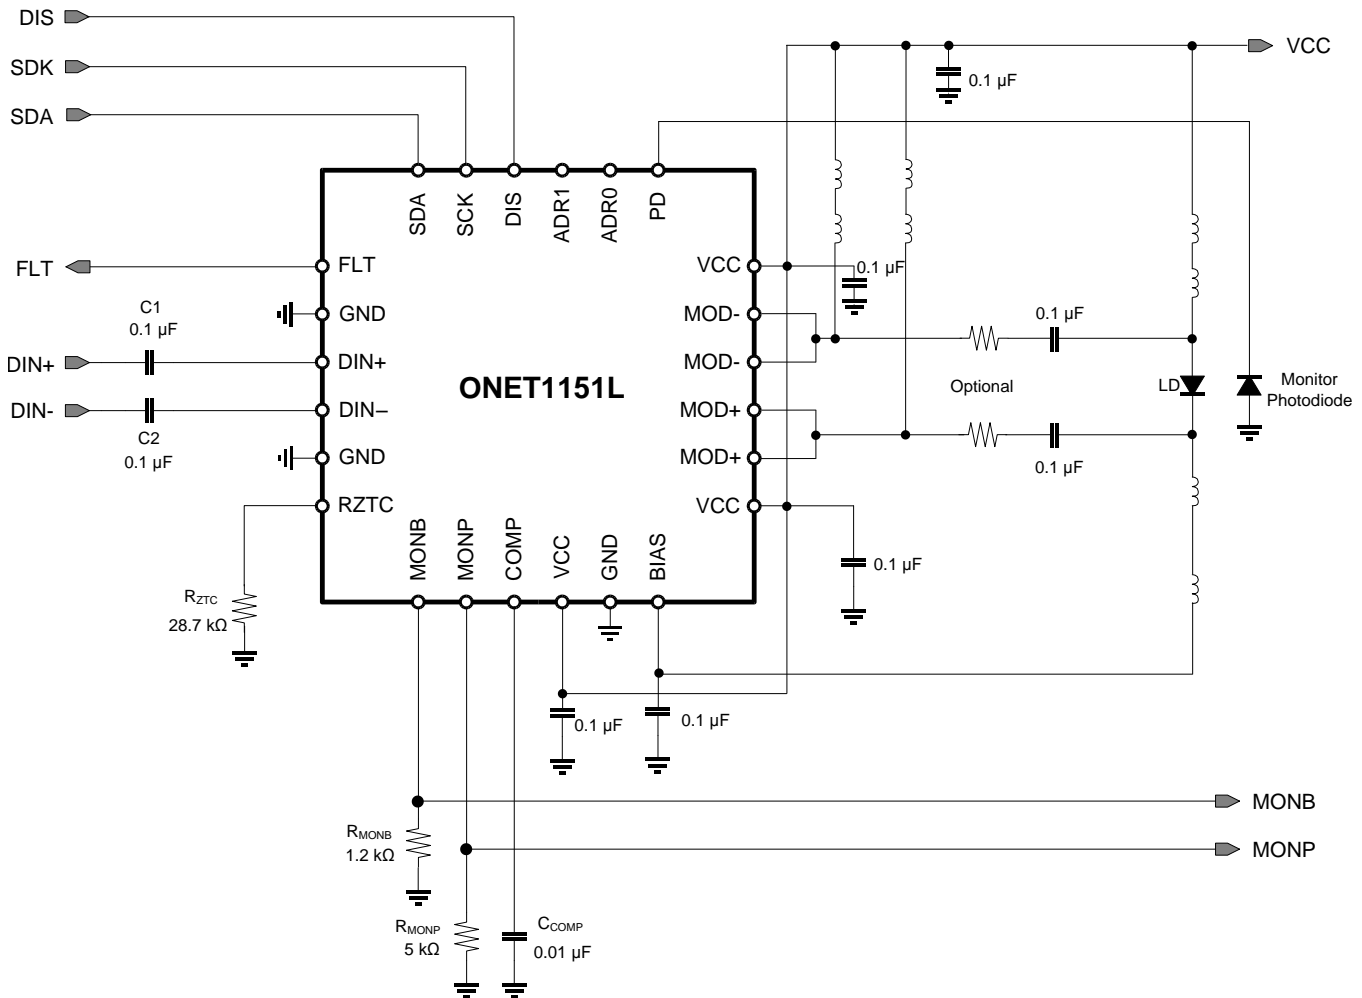 DIS
SDK
SDA
VCC
0.1 µF
SDA
SCK
DIS
ADR1
ADR0
PD
FLT
FLT
VCC
0.1 µF
GND
MOD-
C1
0.1 µF
0.1 µF
DIN+
DIN+
MOD-
ONET1151L
Optional
LD
Monitor
Photodiode
DIN-
DIN–
MOD+
C2
0.1 µF
GND
MOD+
0.1 µF
RZTC
VCC
MONB
MONP
COMP
VCC
GND
BIAS
0.1 µF
RZTC
28.7 kΩ
0.1 µF
0.1 µF
MONB
RMONB
1.2 kΩ
MONP
RMONP
5 kΩ
CCOMP
0.01 µF